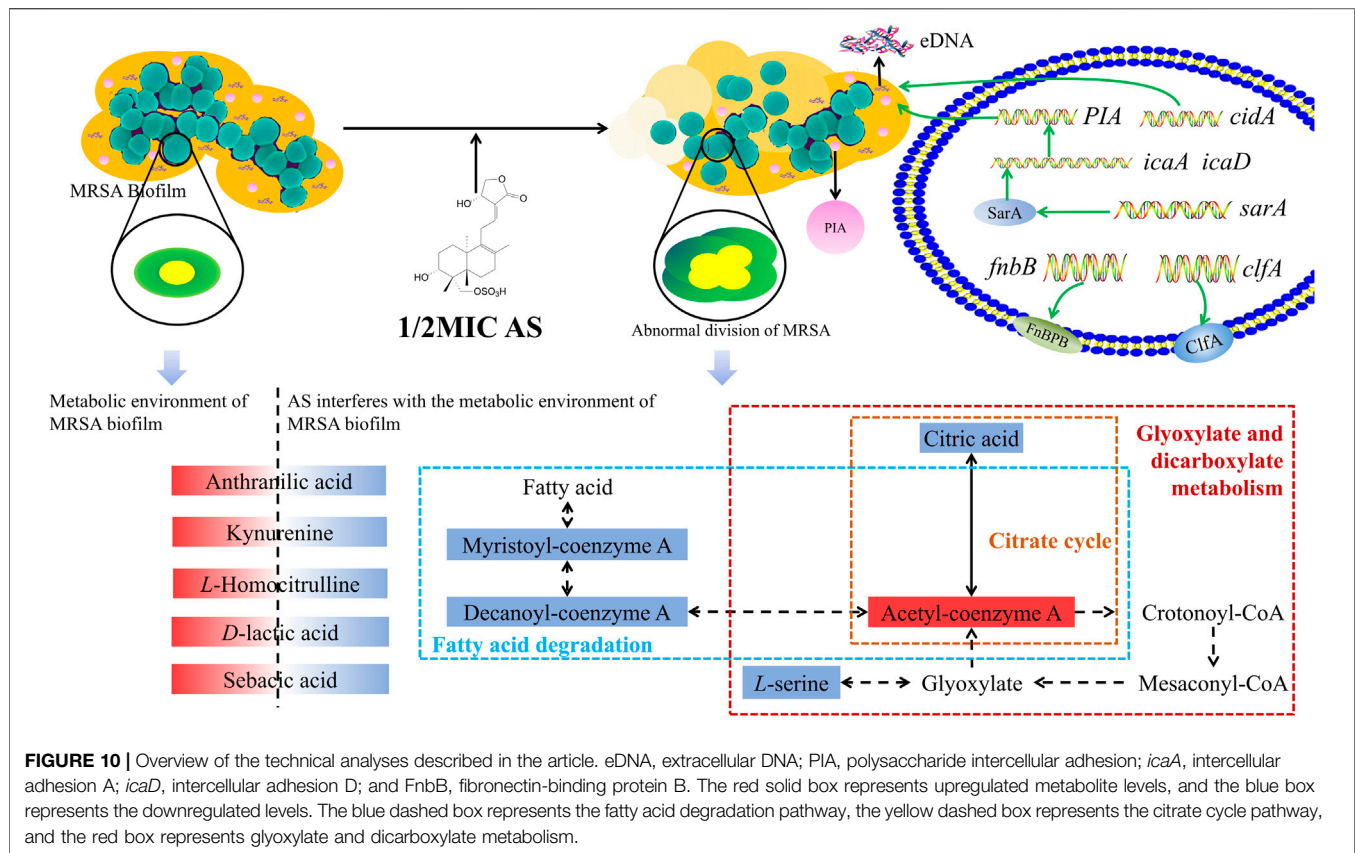 eDNA
PIA
cidA
MRSA Biofilm
icaA icaD
HO
O
O
SarA
sarA
PIA
fnbB
clfA
HO
OSO₃H
1/2MIC AS
Abnormal division of MRSA
FnBPB
ClfA
Metabolic environment of
MRSA biofilm
AS interferes with the metabolic environment of
MRSA biofilm
Anthranilic acid
Kynurenine
L-Homocitrulline
D-lactic acid
Sebacic acid
Fatty acid
Myristoyl-coenzyme A
Decanoyl-coenzyme A
Fatty acid degradation
Citric acid
Citrate cycle
Acetyl-coenzyme A
Glyoxylate and
dicarboxylate
metabolism
Crotonoyl-CoA
L-serine
Glyoxylate
Mesaconyl-CoA
FIGURE 10 | Overview of the technical analyses described in the article. eDNA, extracellular DNA; PIA, polysaccharide intercellular adhesion; icaA, intercellular
adhesion A; icaD, intercellular adhesion D; and FnbB, fibronectin-binding protein B. The red solid box represents upregulated metabolite levels, and the blue box
represents the downregulated levels. The blue dashed box represents the fatty acid degradation pathway, the yellow dashed box represents the citrate cycle pathway,
and the red box represents glyoxylate and dicarboxylate metabolism.